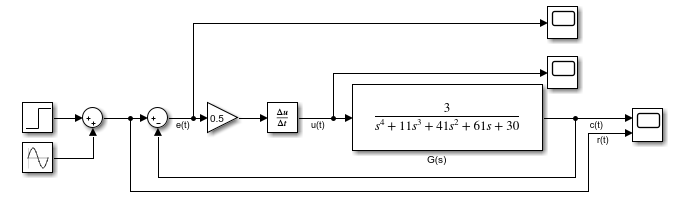 +
+
+
−
e(t)
0.5
Δu
Δt
u(t)
3
s⁴ + 11s³ + 41s² + 61s + 30
G(s)
c(t)
r(t)